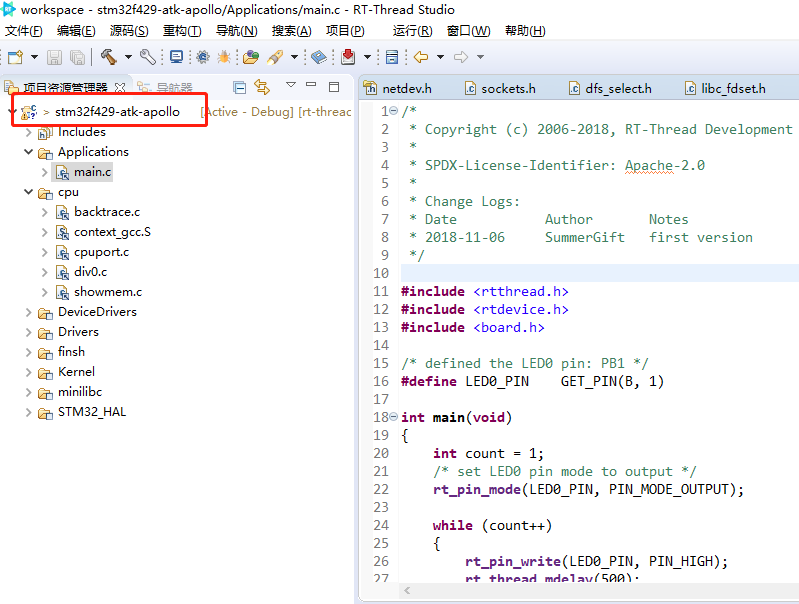 workspace - stm32f429-atk-apollo/Applications/main.c - RT-Thread Studio
文件(F) 编辑(E) 源码(S) 重构(T) 导航(N) 搜索(A) 项目(P) 运行(R) 窗口(W) 帮助(H)
项目资源管理器 导航器
netdev.h sockets.h dfs_select.h libc_fdset.h
> stm32f429-atk-apollo [Active - Debug] [rt-threac
Includes
Applications
main.c
cpu
backtrace.c
context_gcc.S
cpuport.c
div0.c
showmem.c
DeviceDrivers
Drivers
finsh
Kernel
minilibc
STM32_HAL
1 /*
2 * Copyright (c) 2006-2018, RT-Thread Development
3 *
4 * SPDX-License-Identifier: Apache-2.0
5 *
6 * Change Logs:
7 * Date Author Notes
8 * 2018-11-06 SummerGift first version
9 */
10
11 #include <rtthread.h>
12 #include <rtdevice.h>
13 #include <board.h>
14
15 /* defined the LED0 pin: PB1 */
16 #define LED0_PIN GET_PIN(B, 1)
17
18 int main(void)
19 {
20 int count = 1;
21 /* set LED0 pin mode to output */
22 rt_pin_mode(LED0_PIN, PIN_MODE_OUTPUT);
23
24 while (count++)
25 {
26 rt_pin_write(LED0_PIN, PIN_HIGH);
27 rt_thread_mdelay(500);